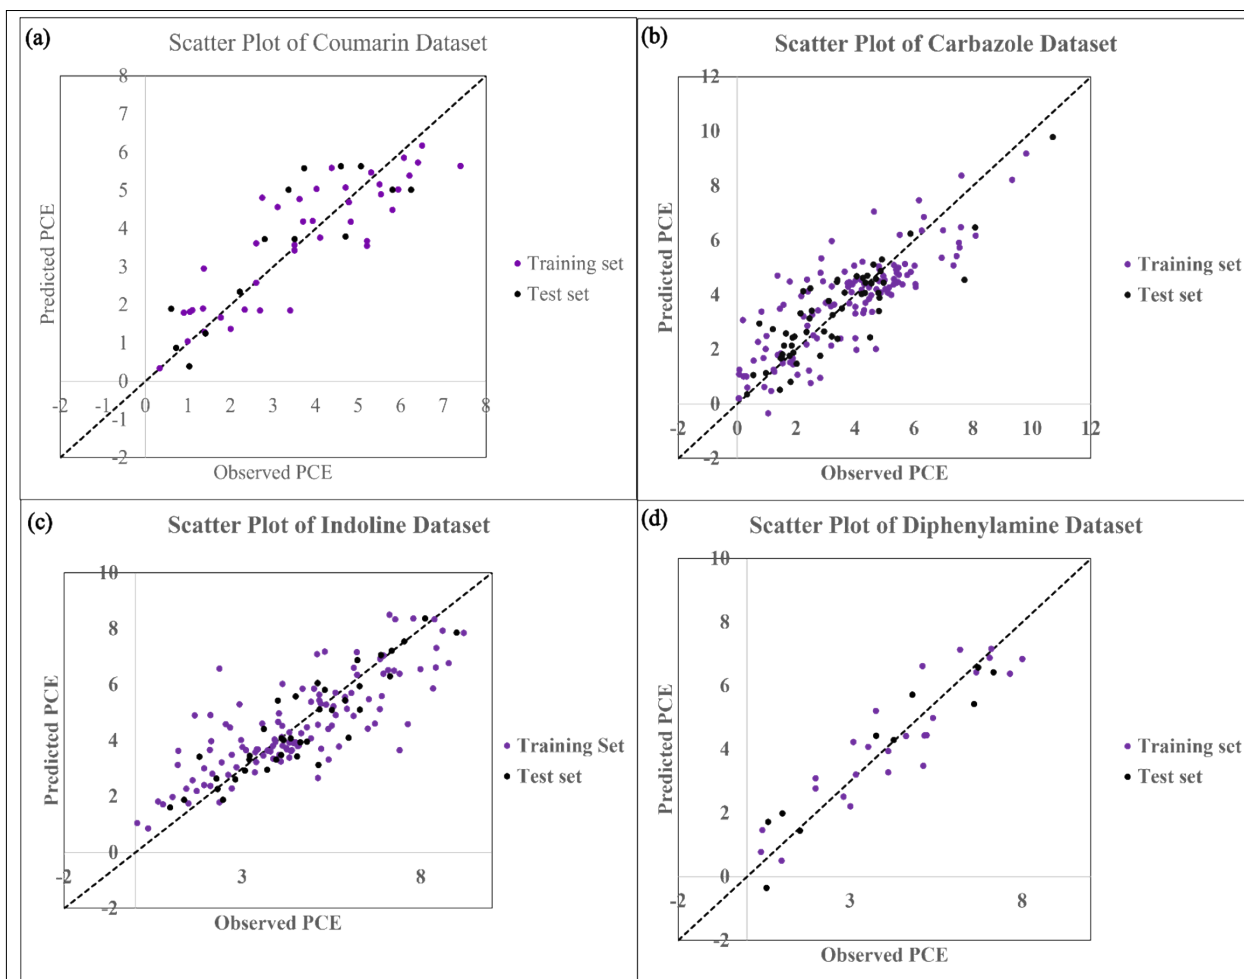 (a)
Scatter Plot of Coumarin Dataset
8
7
6
5
4
3
2
1
0
-1
-2
-2 -1 0 1 2 3 4 5 6 7 8
Predicted PCE
Observed PCE
Training set
Test set
(b)
Scatter Plot of Carbazole Dataset
12
10
8
6
4
2
0
-2
-2 0 2 4 6 8 10 12
Predicted PCE
Observed PCE
Training set
Test set
(c)
Scatter Plot of Indoline Dataset
10
8
6
4
2
0
-2
-2 3 8
Predicted PCE
Observed PCE
Training Set
Test set
(d)
Scatter Plot of Diphenylamine Dataset
10
8
6
4
2
0
-2
-2 3 8
Predicted PCE
Observed PCE
Training set
Test set